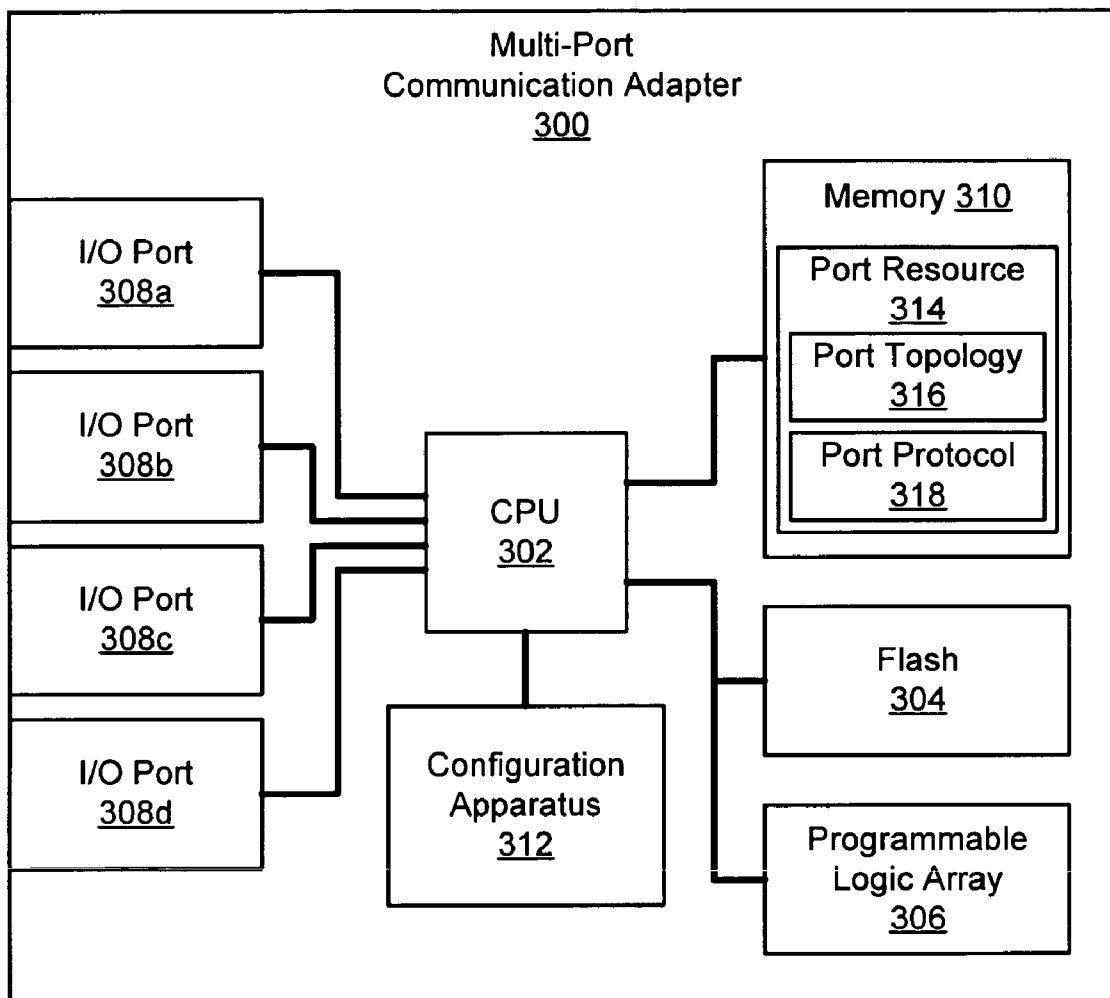 Multi-Port
Communication Adapter
300
I/O Port
308a
I/O Port
308b
I/O Port
308c
I/O Port
308d
CPU
302
Configuration
Apparatus
312
Memory 310
Port Resource
314
Port Topology
316
Port Protocol
318
Flash
304
Programmable
Logic Array
306